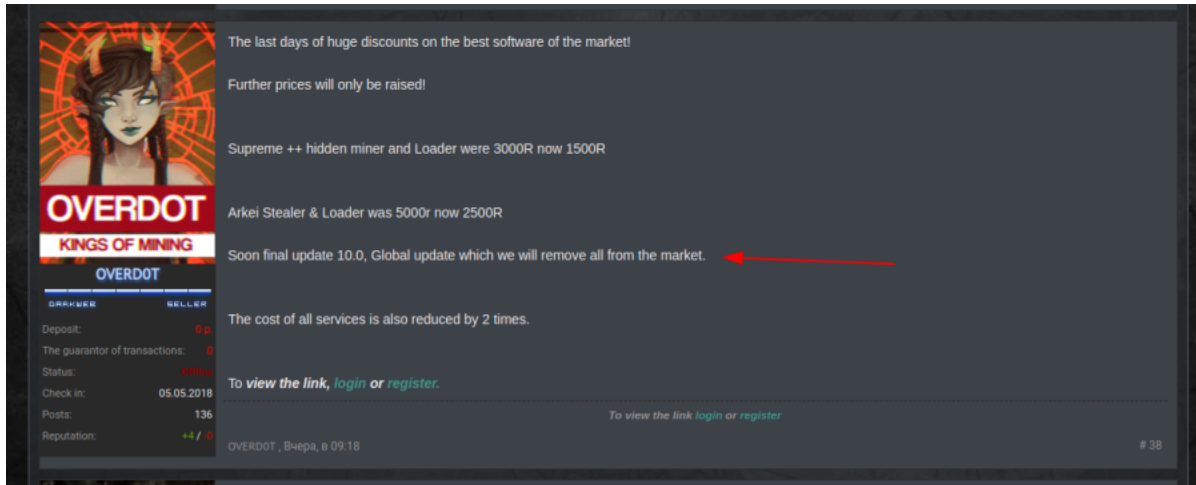 The last days of huge discounts on the best software of the market!
Further prices will only be raised!
Supreme ++ hidden miner and Loader were 3000R now 1500R
Arkei Stealer & Loader was 5000r now 2500R
Soon final update 10.0, Global update which we will remove all from the market.
The cost of all services is also reduced by 2 times.
To view the link, login or register.
To view the link login or register
OVERDOT , Вчера, в 09:18
# 38
OVERDOT
KINGS OF MINING
OVERD0T
DARKWEB SELLER
Deposit: 0 p.
The guarantor of transactions: 0
Status: Offline
Check in: 05.05.2018
Posts: 136
Reputation: +4 / 0